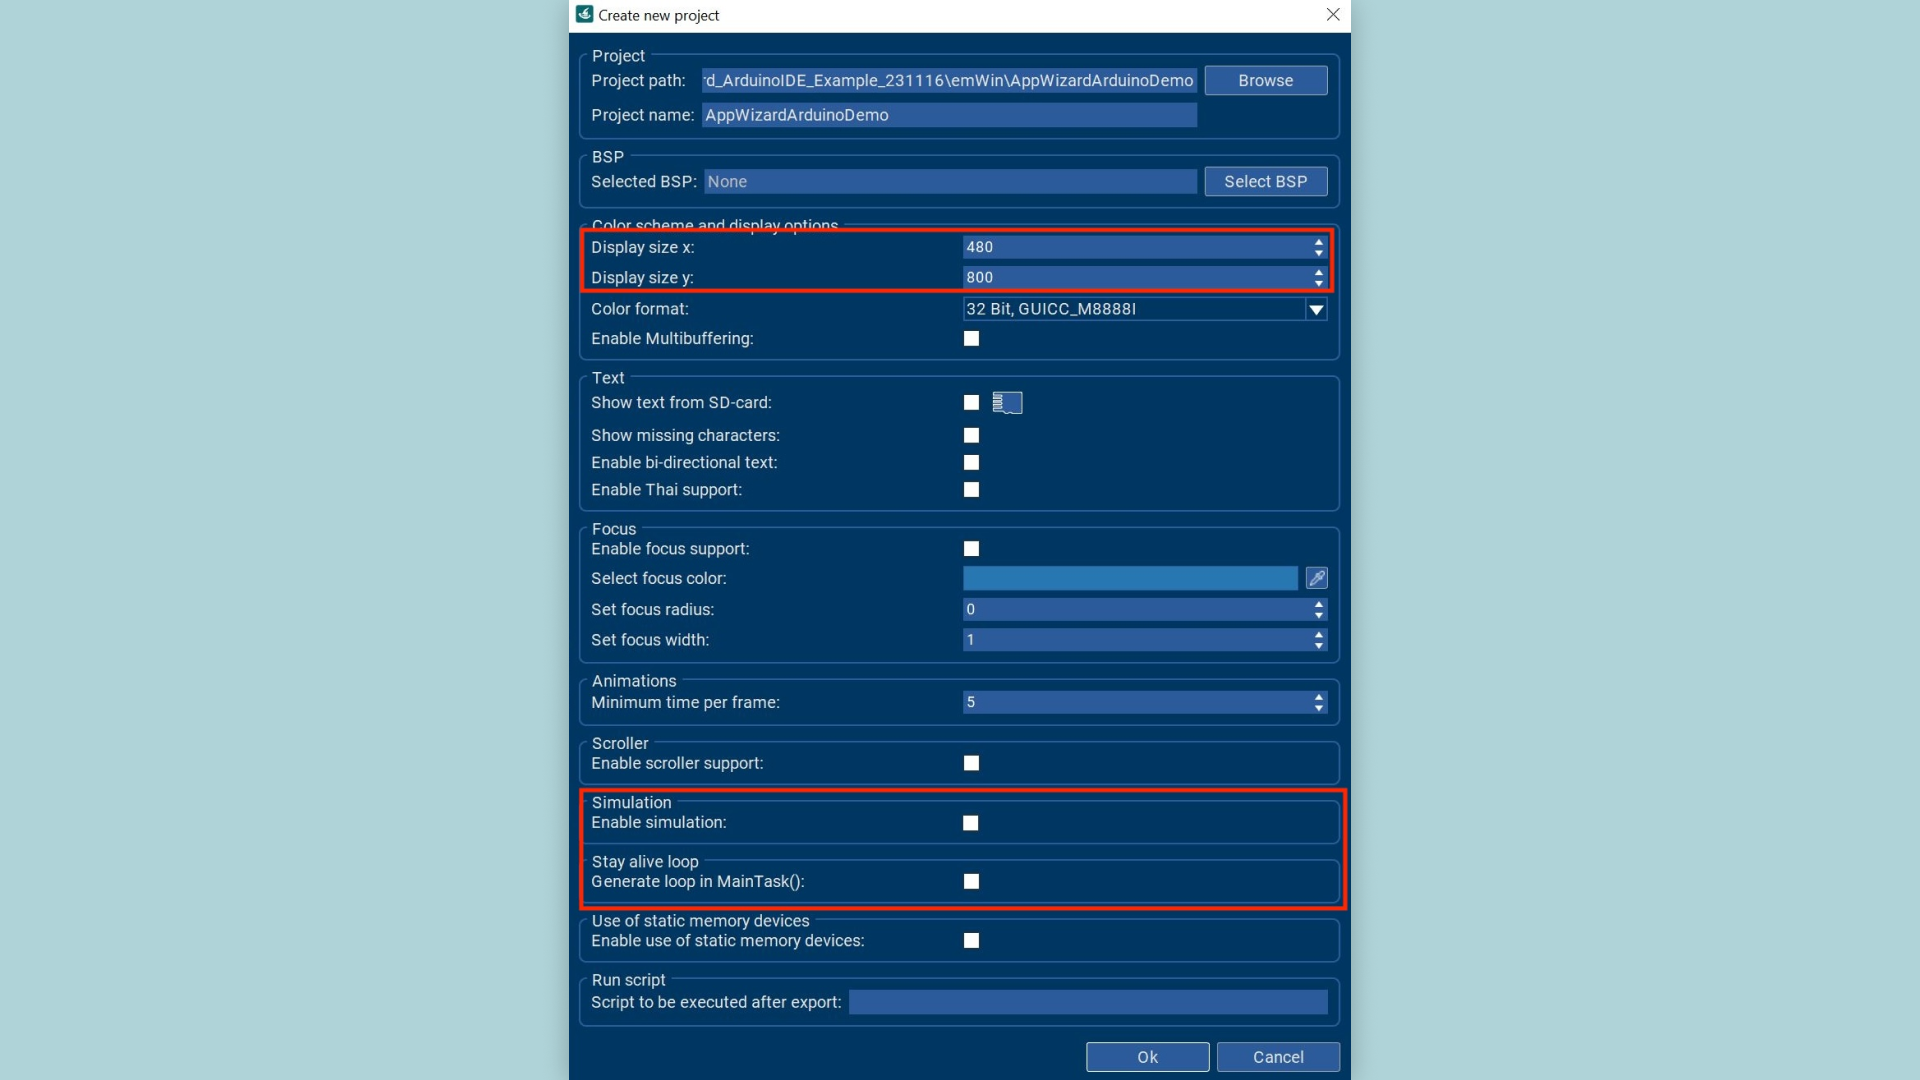 Create new project
Project
Project path: rd_ArduinoIDE_Example_231116\emWin\AppWizardArduinoDemo Browse
Project name: AppWizardArduinoDemo
BSP
Selected BSP: None Select BSP
Color scheme and display options
Display size x: 480
Display size y: 800
Color format: 32 Bit, GUICC_M8888I
Enable Multibuffering:
Text
Show text from SD-card:
Show missing characters:
Enable bi-directional text:
Enable Thai support:
Focus
Enable focus support:
Select focus color:
Set focus radius: 0
Set focus width: 1
Animations
Minimum time per frame: 5
Scroller
Enable scroller support:
Simulation
Enable simulation:
Stay alive loop
Generate loop in MainTask():
Use of static memory devices
Enable use of static memory devices:
Run script
Script to be executed after export:
Ok Cancel